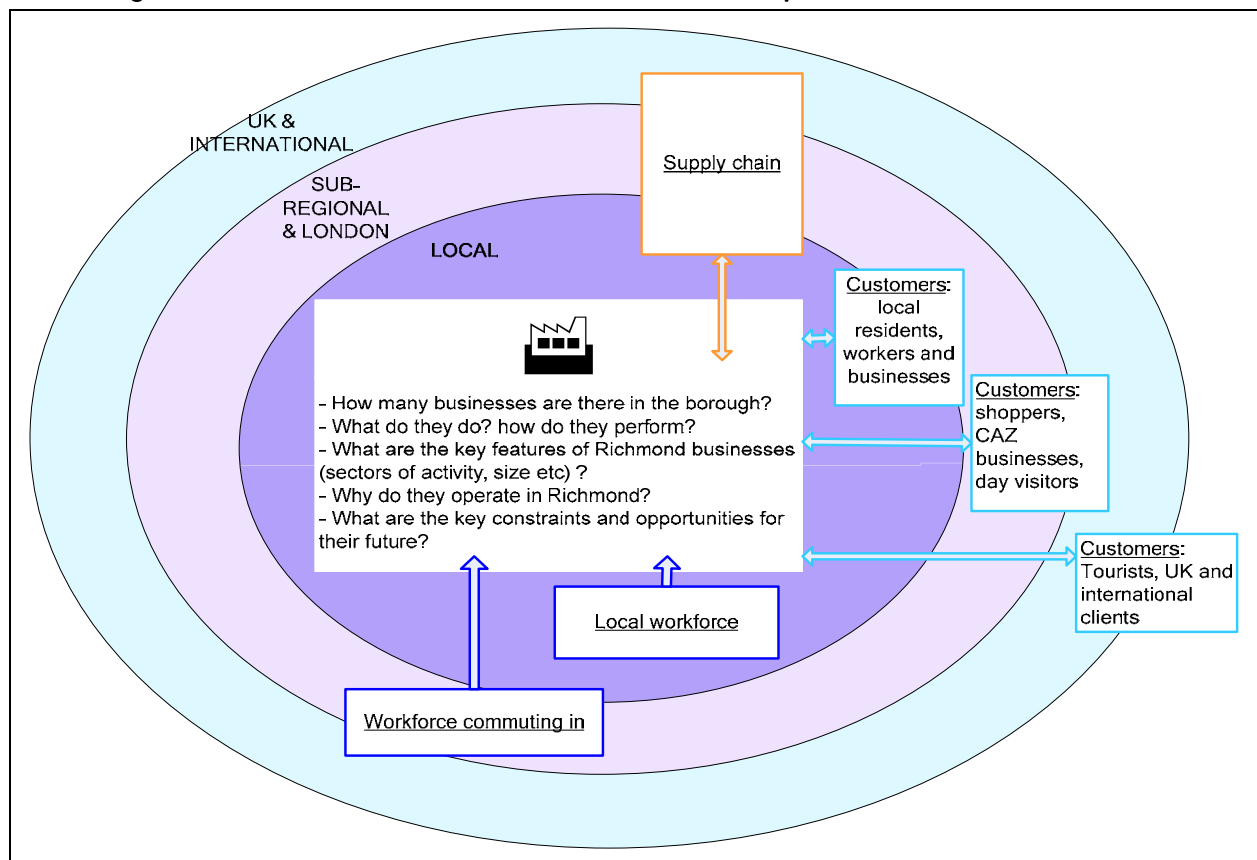 UK &
INTERNATIONAL
SUB-
REGIONAL
& LONDON
LOCAL
Supply chain
Customers:
local
residents,
workers and
businesses
Customers:
shoppers,
CAZ
businesses,
day visitors
Customers:
Tourists, UK and
international
clients
- How many businesses are there in the borough?
- What do they do? how do they perform?
- What are the key features of Richmond businesses
(sectors of activity, size etc) ?
- Why do they operate in Richmond?
- What are the key constraints and opportunities for
their future?
Local workforce
Workforce commuting in